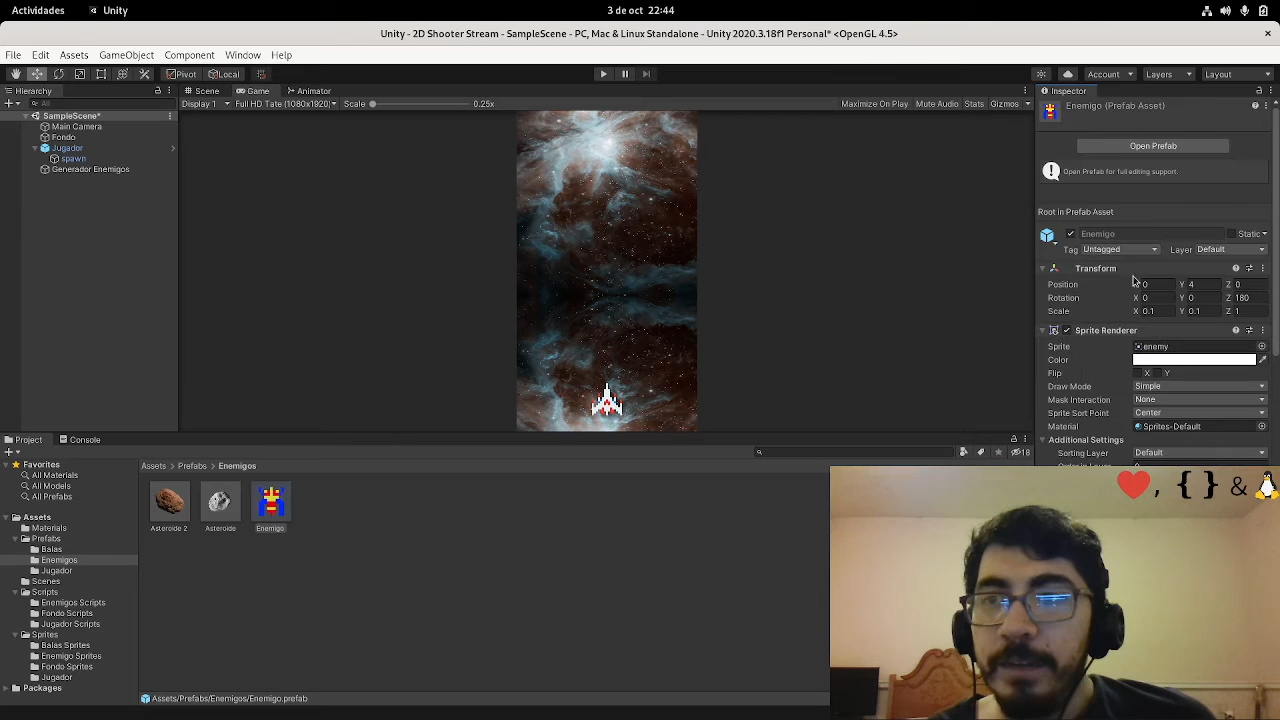 Actividades
Unity
3 de oct 22:44
Unity - 2D Shooter Stream - SampleScene - PC, Mac & Linux Standalone - Unity 2020.3.18f1 Personal* <OpenGL 4.5>
File Edit Assets GameObject Component Window Help
Pivot Local Account Layers Layout
Hierarchy
All
SampleScene*
Main Camera
Fondo
Jugador
spawn
Generador Enemigos
Scene Game Animator
Display 1 Full HD Tate (1080x1920) Scale 0.25x Maximize On Play Mute Audio Stats Gizmos
Inspector
Enemigo (Prefab Asset)
Open Prefab
Open Prefab for full editing support.
Root in Prefab Asset
Enemigo Static
Tag Untagged Layer Default
Transform
Position X 0 Y 4 Z 0
Rotation X 0 Y 0 Z 180
Scale X 0.1 Y 0.1 Z 1
Sprite Renderer
Sprite enemy
Color
Flip X Y
Draw Mode Simple
Mask Interaction None
Sprite Sort Point Center
Material Sprites-Default
Additional Settings
Sorting Layer Default
Project Console
18
Favorites
All Materials
All Models
All Prefabs
Assets
Materials
Prefabs
Balas
Enemigos
Jugador
Scenes
Scripts
Enemigos Scripts
Fondo Scripts
Jugador Scripts
Sprites
Balas Sprites
Enemigo Sprites
Fondo Sprites
Jugador
Packages
Assets Prefabs Enemigos
Asteroide 2 Asteroide Enemigo
Assets/Prefabs/Enemigos/Enemigo.prefab
, { } &